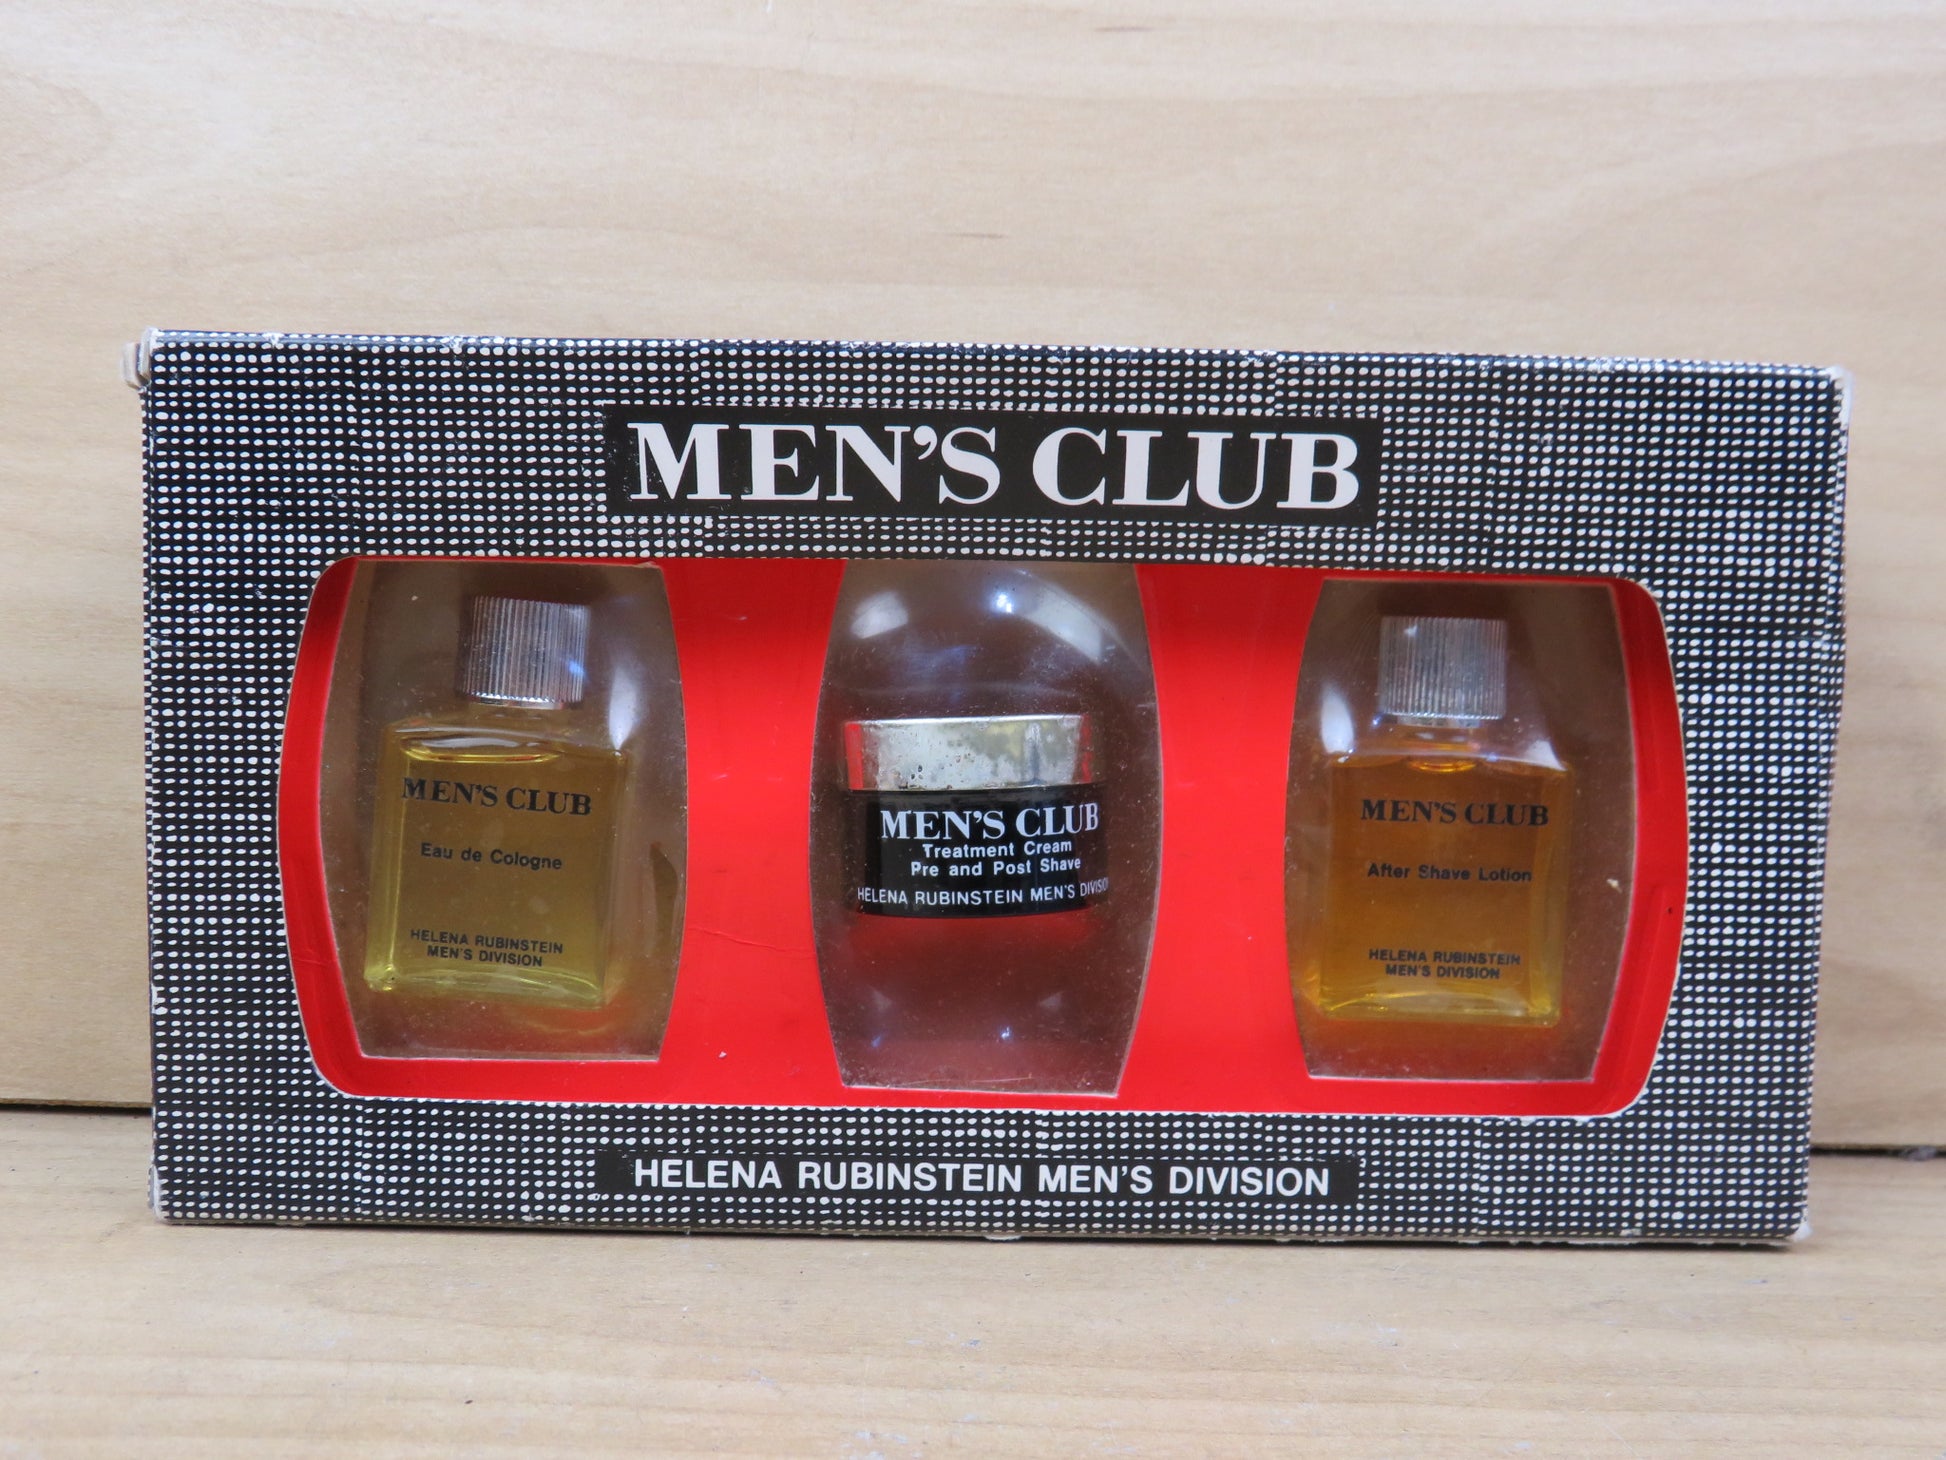 MEN'S CLUB
MEN'S CLUB
Eau de Cologne
HELENA RUBINSTEIN
MEN'S DIVISION
MEN'S CLUB
Treatment Cream
Pre and Post Shave
HELENA RUBINSTEIN MEN'S DIVISION
MEN'S CLUB
After Shave Lotion
HELENA RUBINSTEIN
MEN'S DIVISION
HELENA RUBINSTEIN MEN'S DIVISION